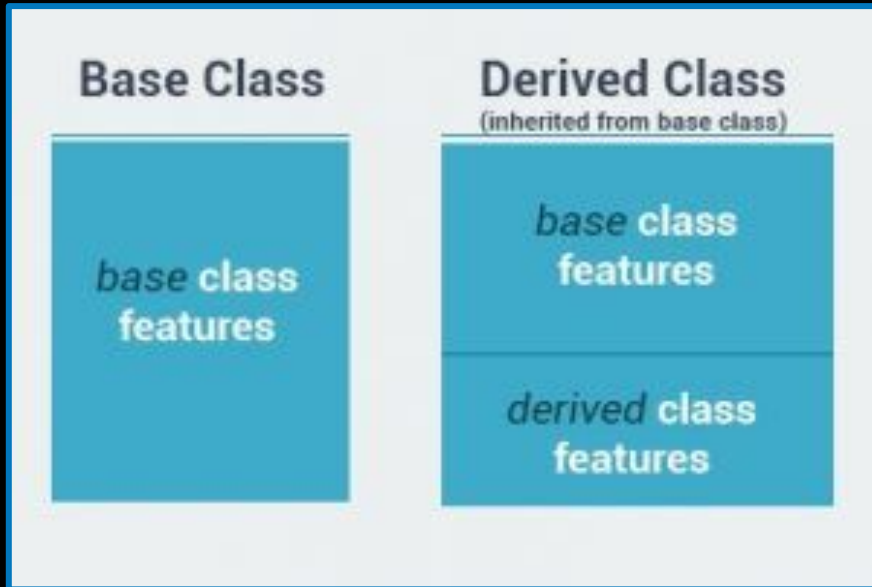 Base Class
base class
features
Derived Class
(inherited from base class)
base class
features
derived class
features